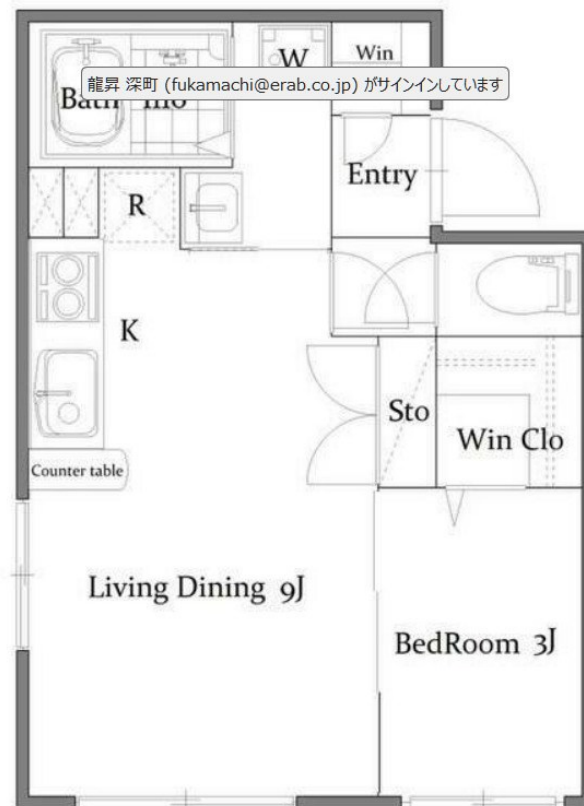 W
Win
龍昇 深町 (fukamachi@erab.co.jp) がサインインしています
Entry
R
K
Sto
Win Clo
Counter table
Living Dining 9J
BedRoom 3J